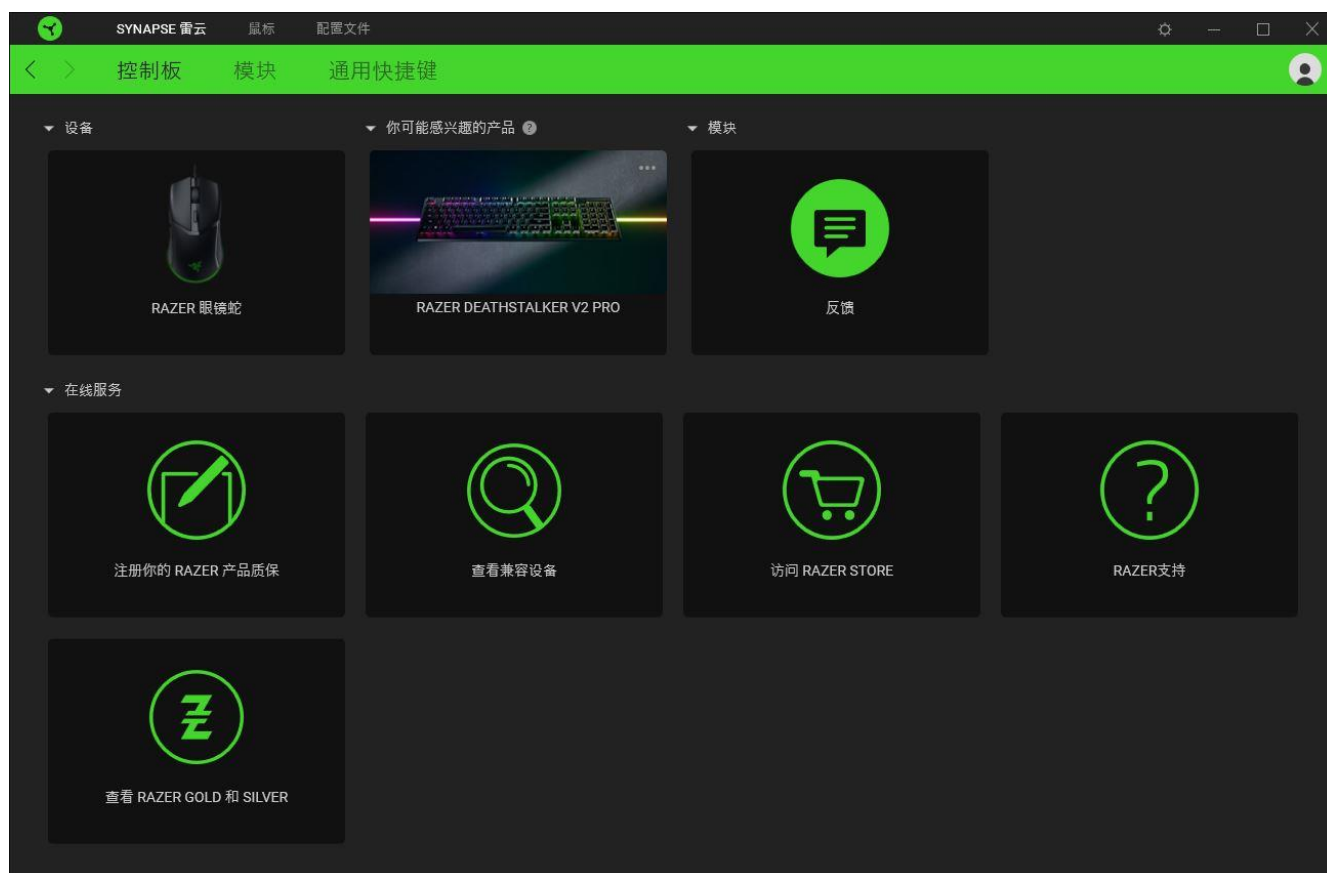 SYNAPSE 雷云 鼠标 配置文件
控制板 模块 通用快捷键
设备 你可能感兴趣的产品 ? 模块
RAZER 眼镜蛇 RAZER DEATHSTALKER V2 PRO 反馈
在线服务
注册你的 RAZER 产品质保 查看兼容设备 访问 RAZER STORE RAZER支持
查看 RAZER GOLD 和 SILVER